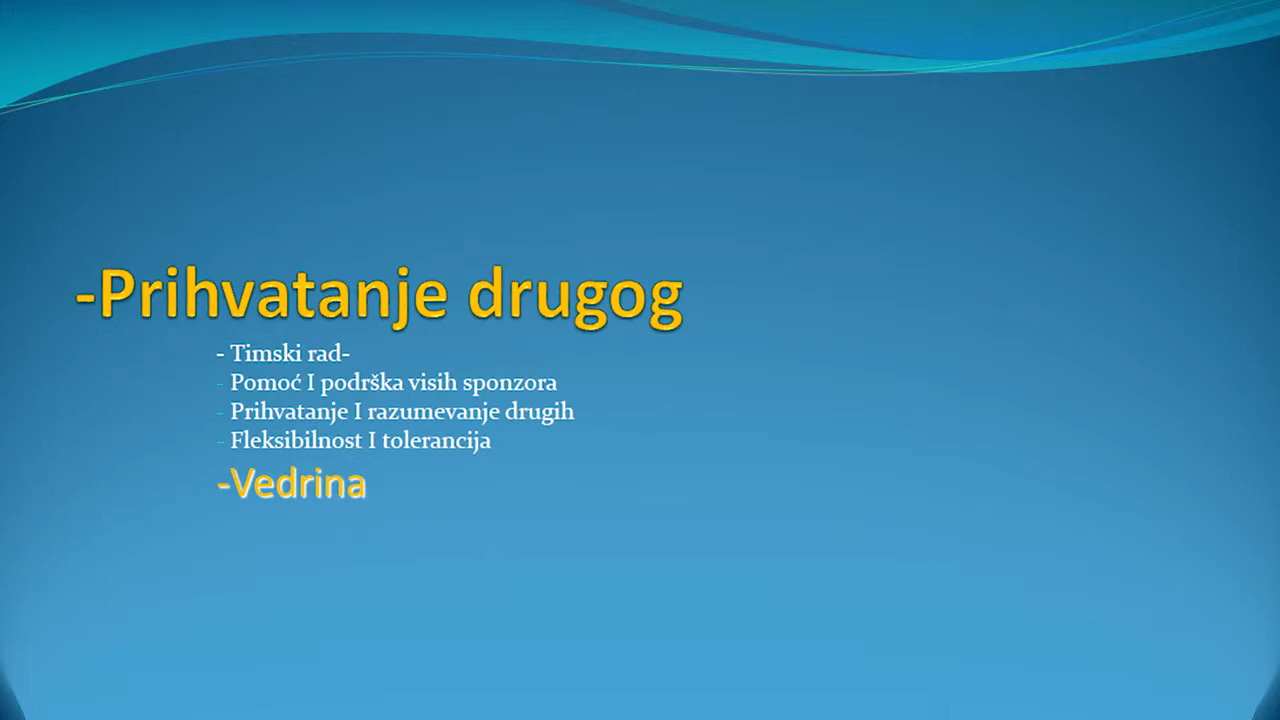 -Prihvatanje drugog
- Timski rad-
- Pomoć I podrška visih sponzora
- Prihvatanje I razumevanje drugih
- Fleksibilnost I tolerancija
-Vedrina